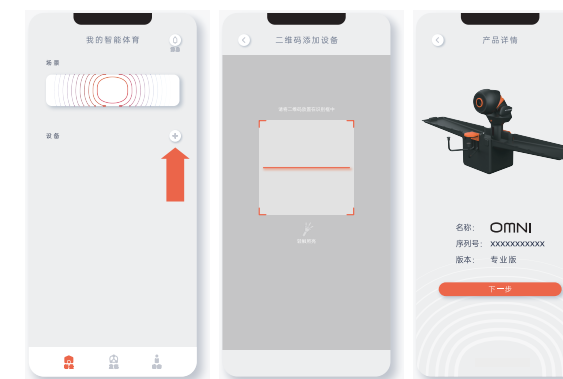 我的智能体育
场景
设备
二维码添加设备
产品详情
名称: OMNI
序列号: XXXXXXXXXXX
版本: 专业版
下一步